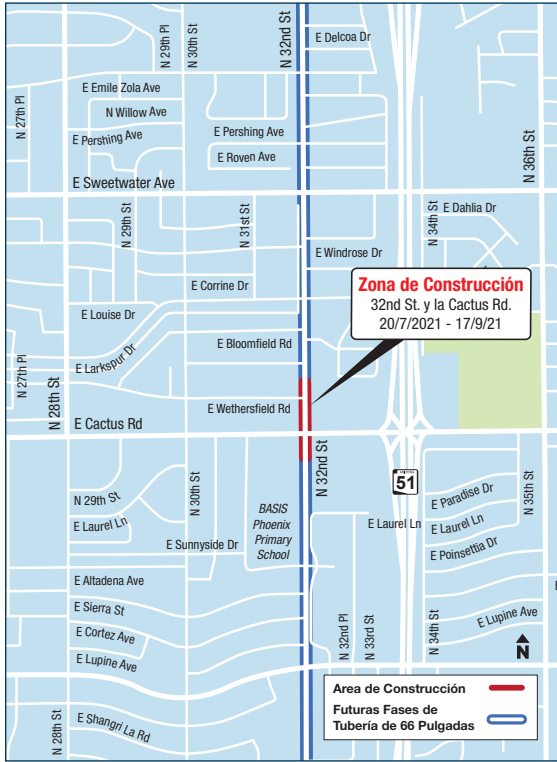 N 29th Pl
N 30th St
N 32nd St
E Delcoa Dr
N 27th Pl
E Emile Zola Ave
N Willow Ave
E Pershing Ave
E Pershing Ave
E Roven Ave
N 36th St
E Sweetwater Ave
N 29th St
N 31st St
N 34th St
E Dahlia Dr
E Windrose Dr
E Corrine Dr
Zona de Construcción
32nd St. y la Cactus Rd.
20/7/2021 - 17/9/21
E Louise Dr
E Bloomfield Rd
N 27th Pl
E Larkspur Dr
N 28th St
E Wethersfield Rd
E Cactus Rd
N 32nd St
ARIZONA
51
N 29th St
N 30th St
E Paradise Dr
N 35th St
E Laurel Ln
BASIS
Phoenix
Primary
School
E Laurel Ln
E Laurel Ln
E Sunnyside Dr
E Poinsettia Dr
E Altadena Ave
E
E Sierra St
N 32nd Pl
N 33rd St
N 34th St
E Lupine Ave
E Cortez Ave
N
E Lupine Ave
N 28th St
E Shangri La Rd
Area de Construcción
Futuras Fases de
Tubería de 66 Pulgadas